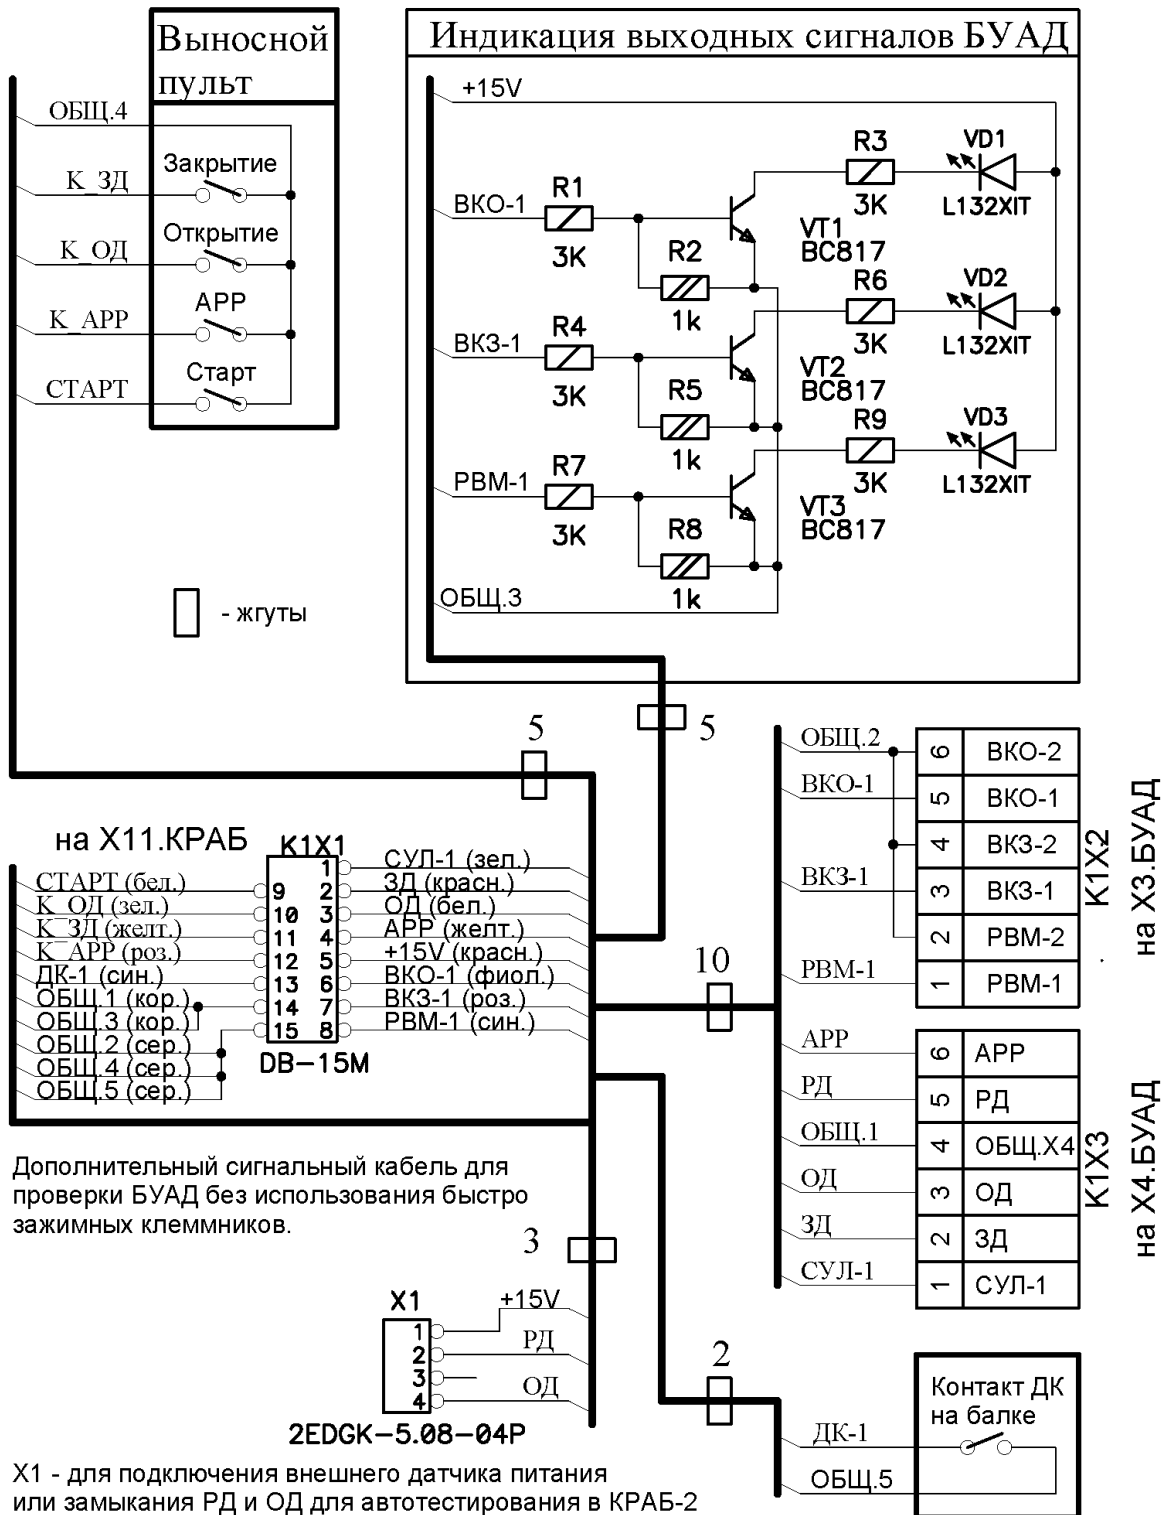 Выносной
пульт
ОБЩ.4
Закрытие
К_ЗД
Открытие
К_ОД
АРР
К_АРР
Старт
СТАРТ
Индикация выходных сигналов БУАД
+15V
R3
VD1
3K
L132XIT
ВКО-1
R1
3K
VT1
BC817
R2
1k
R6
VD2
3K
L132XIT
ВКЗ-1
R4
3K
VT2
BC817
R5
1k
R9
VD3
3K
L132XIT
РВМ-1
R7
3K
VT3
BC817
R8
1k
ОБЩ.3
- жгуты
5
5
ОБЩ.2
6 ВКО-2
ВКО-1
5 ВКО-1
4 ВКЗ-2
ВКЗ-1
3 ВКЗ-1
2 РВМ-2
РВМ-1
1 РВМ-1
К1Х2
на Х3.БУАД
на Х11.КРАБ
K1X1
1 СУЛ-1 (зел.)
СТАРТ (бел.) 9
2 ЗД (красн.)
К_ОД (зел.) 10
3 ОД (бел.)
К_ЗД (желт.) 11
4 АРР (желт.)
К_АРР (роз.) 12
5 +15V (красн.)
ДК-1 (син.) 13
6 ВКО-1 (фиол.)
ОБЩ.1 (кор.) 14
7 ВКЗ-1 (роз.)
ОБЩ.3 (кор.)
15
8 РВМ-1 (син.)
ОБЩ.2 (сер.)
ОБЩ.4 (сер.)
ОБЩ.5 (сер.)
DB-15M
10
АРР
6 АРР
РД
5 РД
ОБЩ.1
4 ОБЩ.Х4
ОД
3 ОД
ЗД
2 ЗД
СУЛ-1
1 СУЛ-1
К1Х3
на Х4.БУАД
Дополнительный сигнальный кабель для
проверки БУАД без использования быстро
зажимных клеммников.
3
X1
1 +15V
2 РД
3
4 ОД
2EDGK-5.08-04P
2
Контакт ДК
на балке
ДК-1
ОБЩ.5
Х1 - для подключения внешнего датчика питания
или замыкания РД и ОД для автотестирования в КРАБ-2